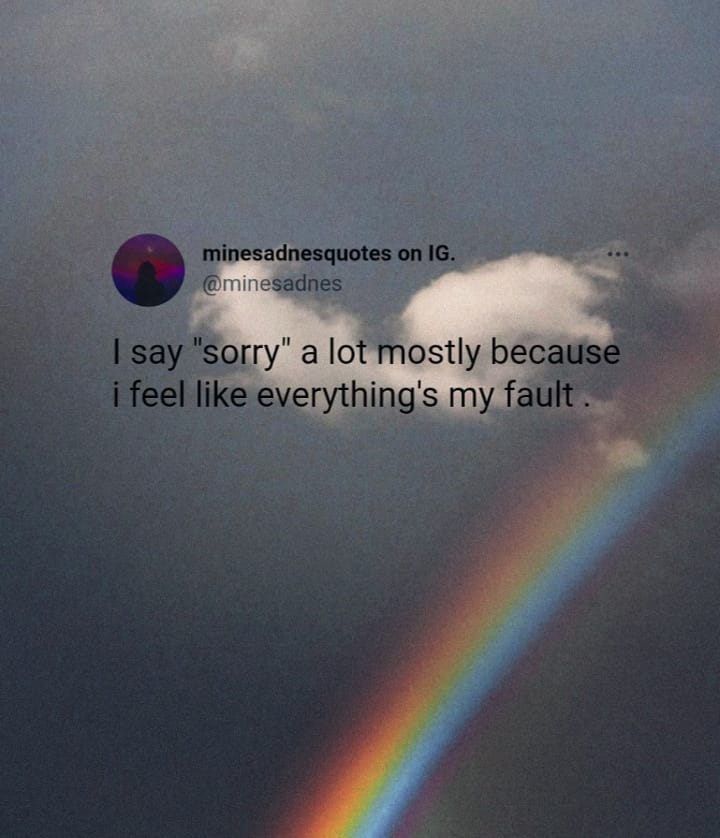 minesadnesquotes on IG.
@minesadnes
I say "sorry" a lot mostly because
i feel like everything's my fault .